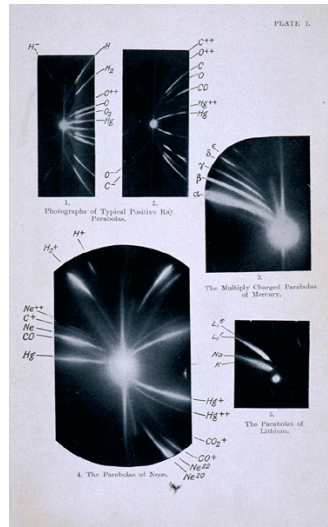 PLATE 1.
H-
H
H2
O++
O
O2
Hg
O-
C-
C++
O++
C
O
CO
Hg++
Hg
1.
2.
Photographs of Typical Positive Ray
Parabolas.
α
β
γ
δ
ε
3.
The Multiply Charged Parabolas
of Mercury.
H+
H2+
Ne++
C+
Ne
CO
Hg
Hg+
Hg++
CO2+
CO+
Ne22
Ne20
4. The Parabolas of Neon.
Li6
Li7
Na
K
5.
The Parabolas of
Lithium.